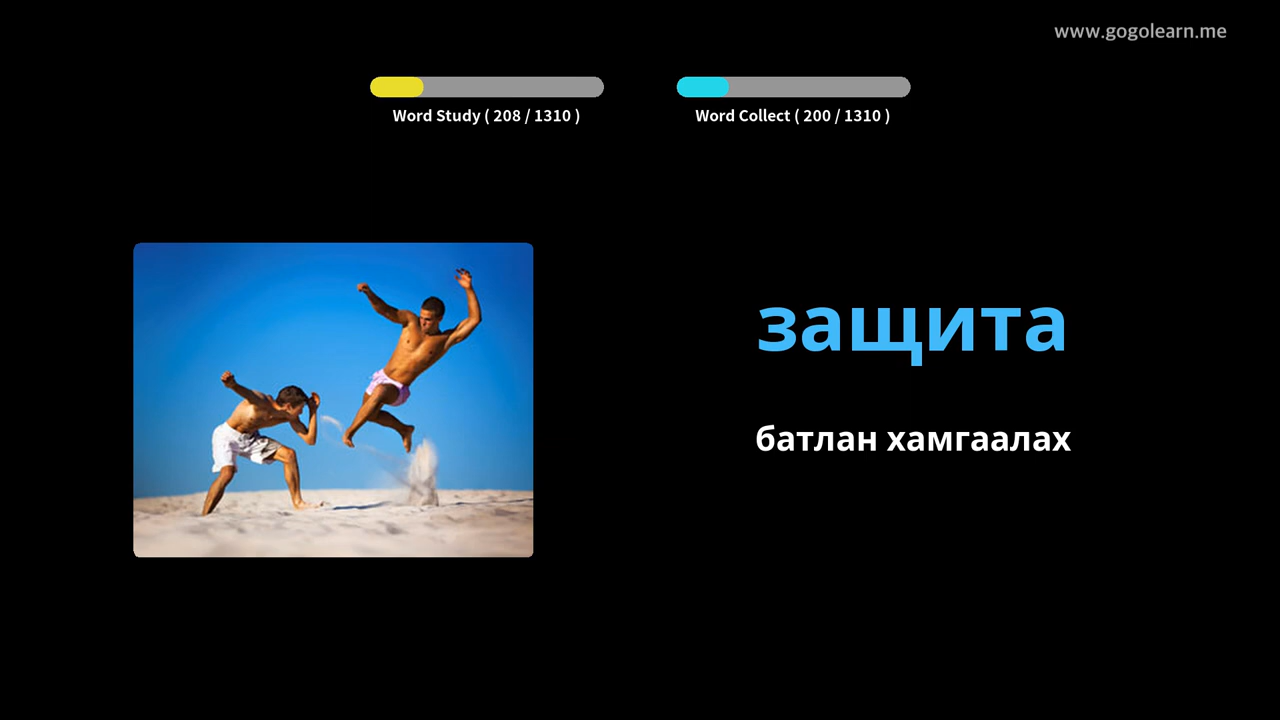 www.gogolearn.me
Word Study ( 208 / 1310 )
Word Collect ( 200 / 1310 )
защита
батлан хамгаалах